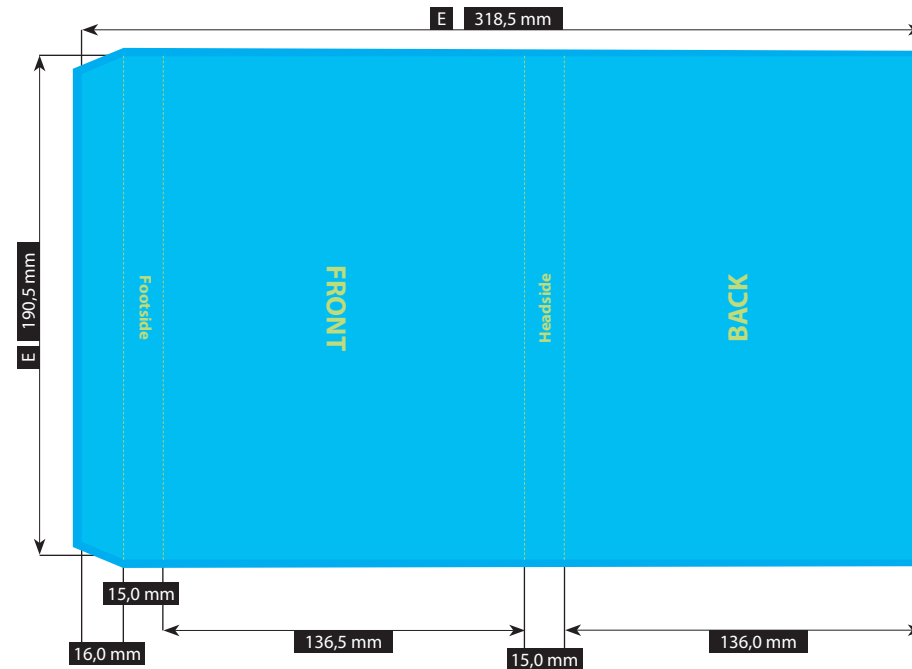 E 318,5 mm
E 190,5 mm
Footside
FRONT
Headside
BACK
15,0 mm
16,0 mm
136,5 mm
15,0 mm
136,0 mm